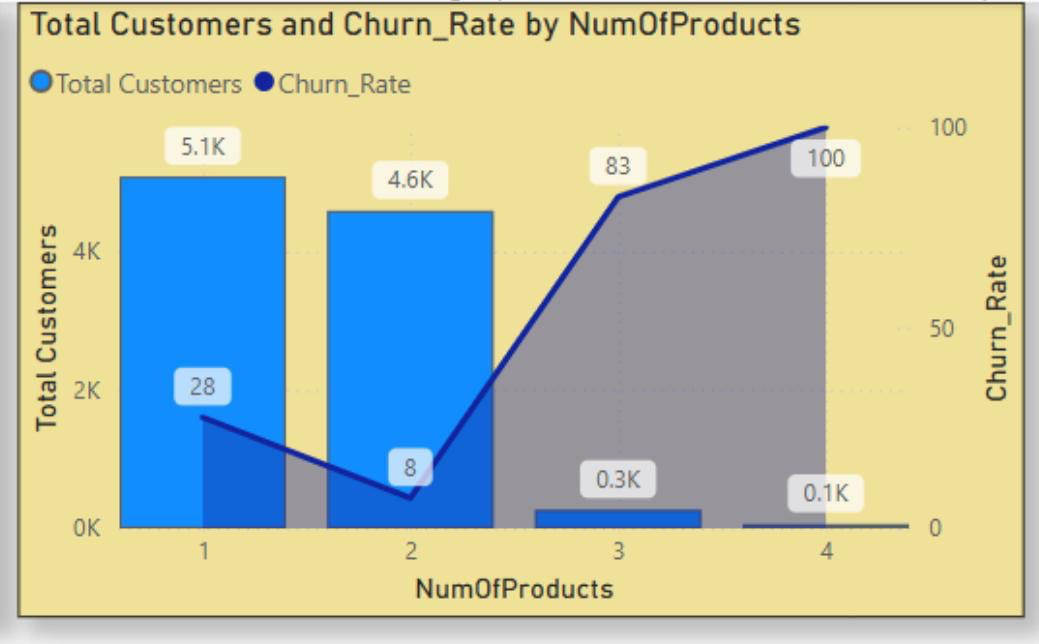 Total Customers and Churn_Rate by NumOfProducts
Total Customers Churn_Rate
5.1K
4.6K
83
100
28
8
0.3K
0.1K
Total Customers
4K
2K
0K
100
50
0
Churn_Rate
1 2 3 4
NumOfProducts